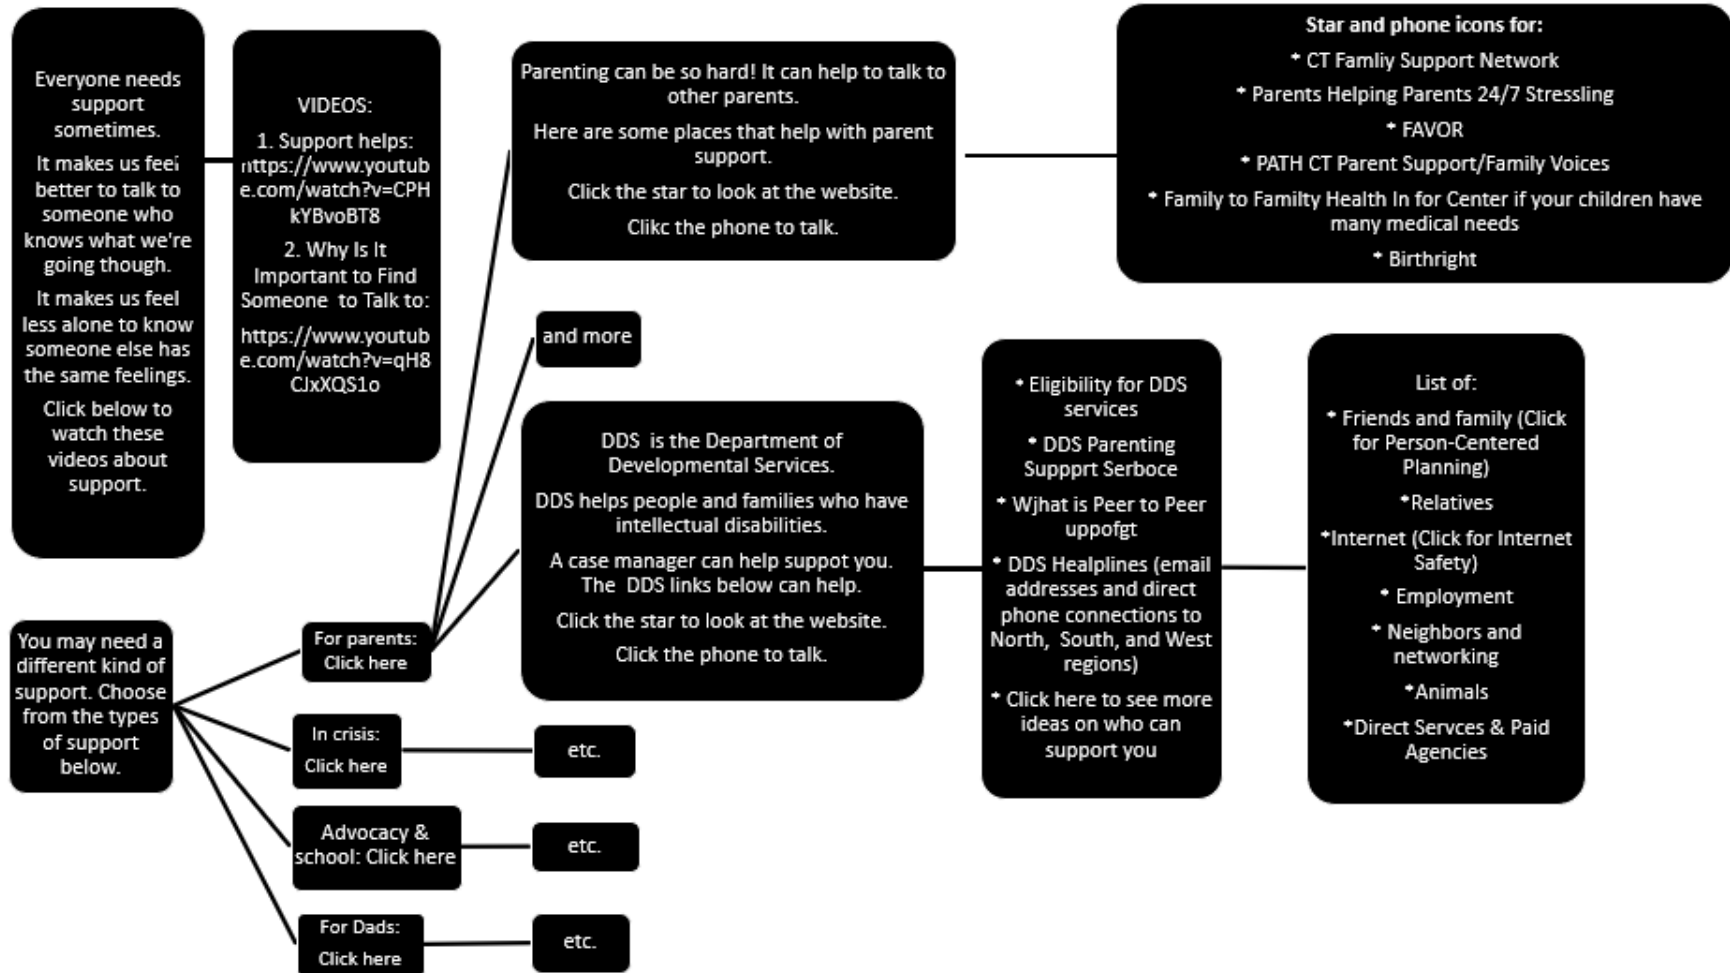 Everyone needs
support
sometimes.
It makes us feel
better to talk to
someone who
knows what we're
going though.
It makes us feel
less alone to know
someone else has
the same feelings.
Click below to
watch these
videos about
support.
VIDEOS:
1. Support helps:
https://www.youtub
e.com/watch?v=CPH
kYBvoBT8
2. Why Is It
Important to Find
Someone to Talk to:
https://www.youtub
e.com/watch?v=qH8
CJxXQS1o
Parenting can be so hard! It can help to talk to
other parents.
Here are some places that help with parent
support.
Click the star to look at the website.
Clikc the phone to talk.
Star and phone icons for:
* CT Famliy Support Network
* Parents Helping Parents 24/7 Stressling
* FAVOR
* PATH CT Parent Support/Family Voices
* Family to Familty Health In for Center if your children have
many medical needs
* Birthright
and more
DDS is the Department of
Developmental Services.
DDS helps people and families who have
intellectual disabilities.
A case manager can help suppot you.
The DDS links below can help.
Click the star to look at the website.
Click the phone to talk.
* Eligibility for DDS
services
* DDS Parenting
Suppprt Serboce
* Wjhat is Peer to Peer
uppofgt
* DDS Healplines (email
addresses and direct
phone connections to
North, South, and West
regions)
* Click here to see more
ideas on who can
support you
List of:
* Friends and family (Click
for Person-Centered
Planning)
*Relatives
*Internet (Click for Internet
Safety)
* Employment
* Neighbors and
networking
*Animals
*Direct Servces & Paid
Agencies
You may need a
different kind of
support. Choose
from the types
of support
below.
For parents:
Click here
In crisis:
Click here
etc.
Advocacy &
school: Click here
etc.
For Dads:
Click here
etc.